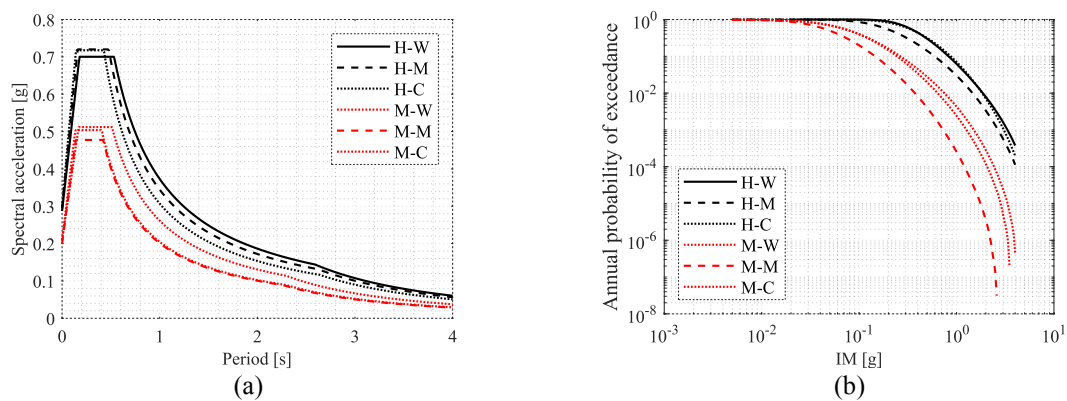 0.8
0.7
0.6
0.5
0.4
0.3
0.2
0.1
0
Spectral acceleration [g]
H-W
H-M
H-C
M-W
M-M
M-C
0 1 2 3 4
Period [s]
(a)
10^0
10^-2
10^-4
10^-6
10^-8
Annual probability of exceedance
H-W
H-M
H-C
M-W
M-M
M-C
10^-3 10^-2 10^-1 10^0 10^1
IM [g]
(b)